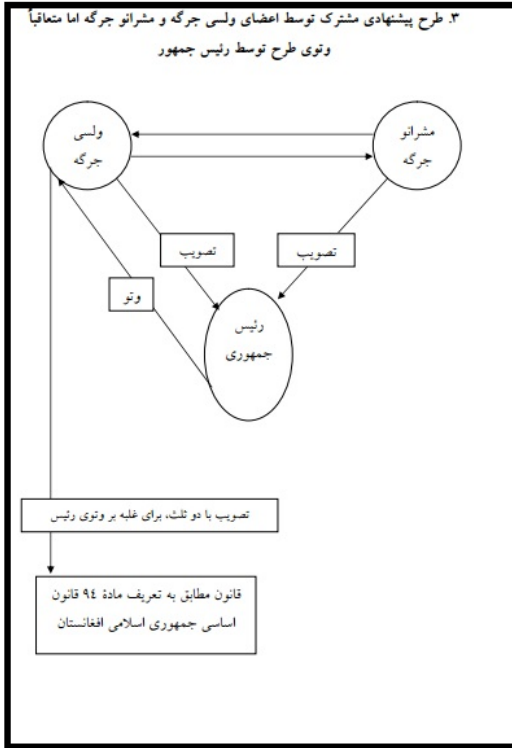 ۳. طرح پیشنهادی مشترک توسط اعضای ولسی جرگه و مشرانو جرگه اما متعاقباً
وتوی طرح توسط رئیس جمهور
مشرانو
جرگه
ولسی
جرگه
تصویب
تصویب
وتو
رئیس
جمهوری
تصویب با دو ثلث، برای غلبه بر وتوی رئیس
قانون مطابق به تعریف مادۀ ۹٤ قانون
اساسی جمهوری اسلامی افغانستان